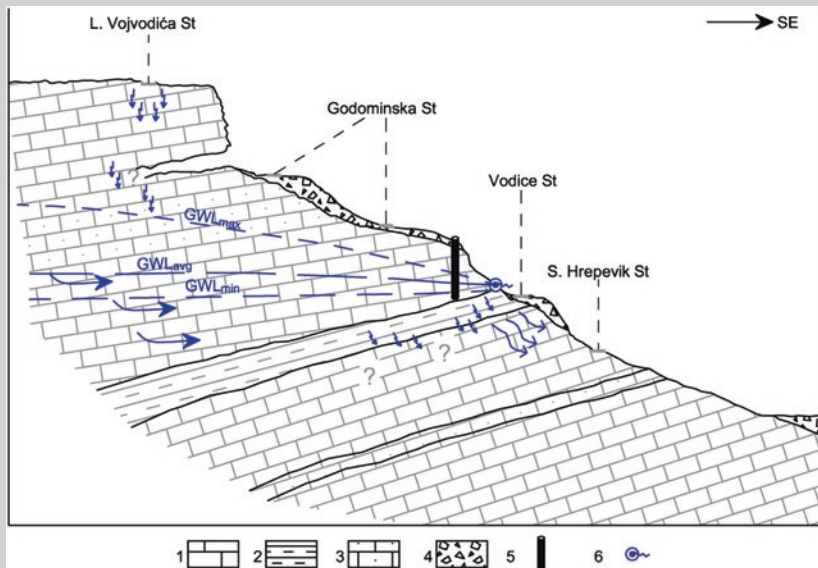 L. Vojvodića St
SE
Godominska St
Vodice St
S. Hrepevik St
?
GWLmax
GWLavg
GWLmin
?
?
1 2 3 4 5 6